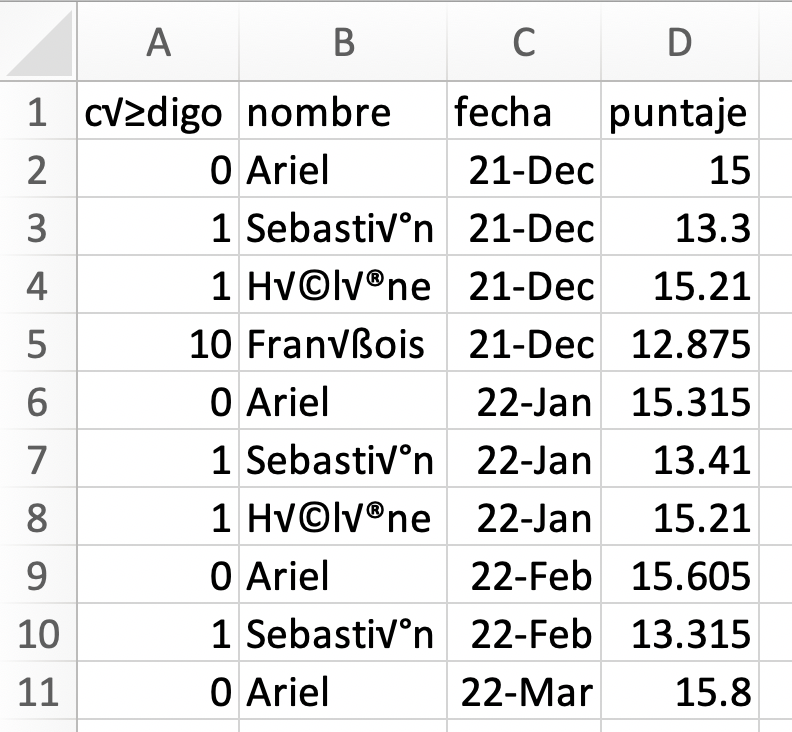 A B C D
1 c√≥digo nombre fecha puntaje
2 0 Ariel 21-Dec 15
3 1 Sebasti√°n 21-Dec 13.3
4 1 H√©l√®ne 21-Dec 15.21
5 10 Fran√ßois 21-Dec 12.875
6 0 Ariel 22-Jan 15.315
7 1 Sebasti√°n 22-Jan 13.41
8 1 H√©l√®ne 22-Jan 15.21
9 0 Ariel 22-Feb 15.605
10 1 Sebasti√°n 22-Feb 13.315
11 0 Ariel 22-Mar 15.8